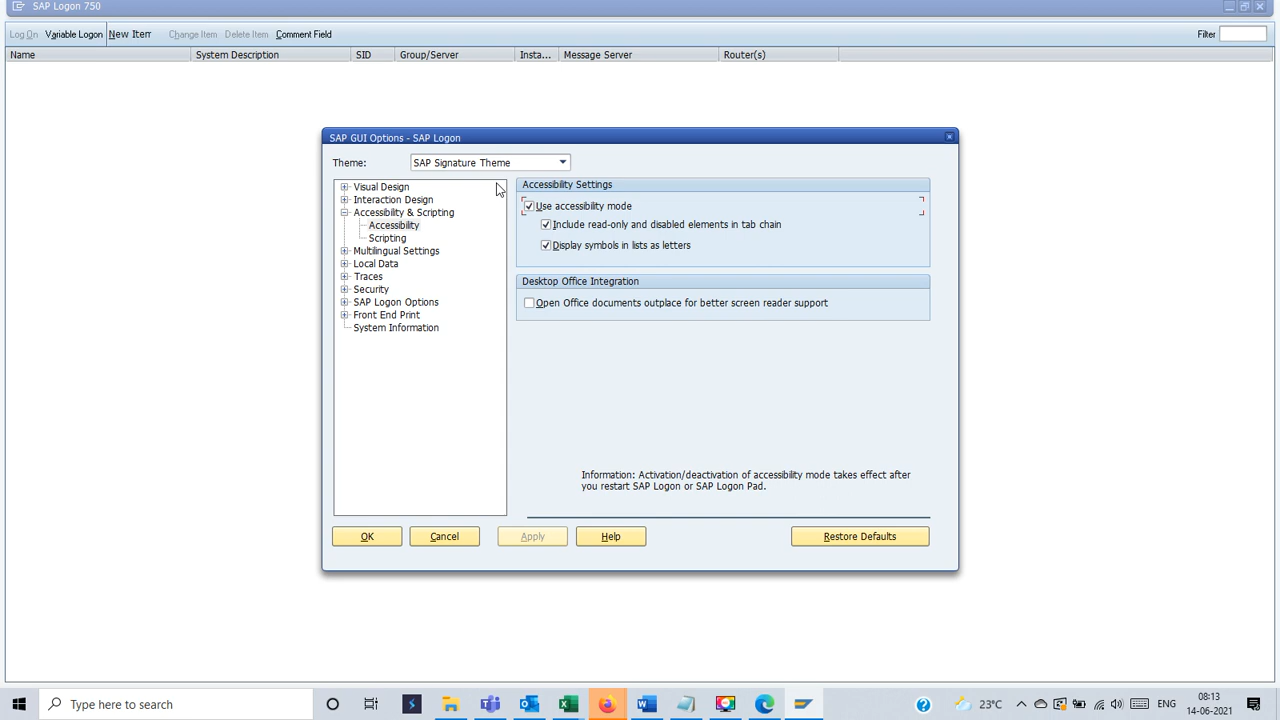 SAP Logon 750
Log On Variable Logon New Item Change Item Delete Item Comment Field Filter
Name System Description SID Group/Server Insta... Message Server Router(s)
SAP GUI Options - SAP Logon
Theme: SAP Signature Theme
Visual Design
Interaction Design
Accessibility & Scripting
Accessibility
Scripting
Multilingual Settings
Local Data
Traces
Security
SAP Logon Options
Front End Print
System Information
Accessibility Settings
Use accessibility mode
Include read-only and disabled elements in tab chain
Display symbols in lists as letters
Desktop Office Integration
Open Office documents outplace for better screen reader support
Information: Activation/deactivation of accessibility mode takes effect after
you restart SAP Logon or SAP Logon Pad.
OK Cancel Apply Help Restore Defaults
Type here to search
23°C
ENG
08:13
14-06-2021